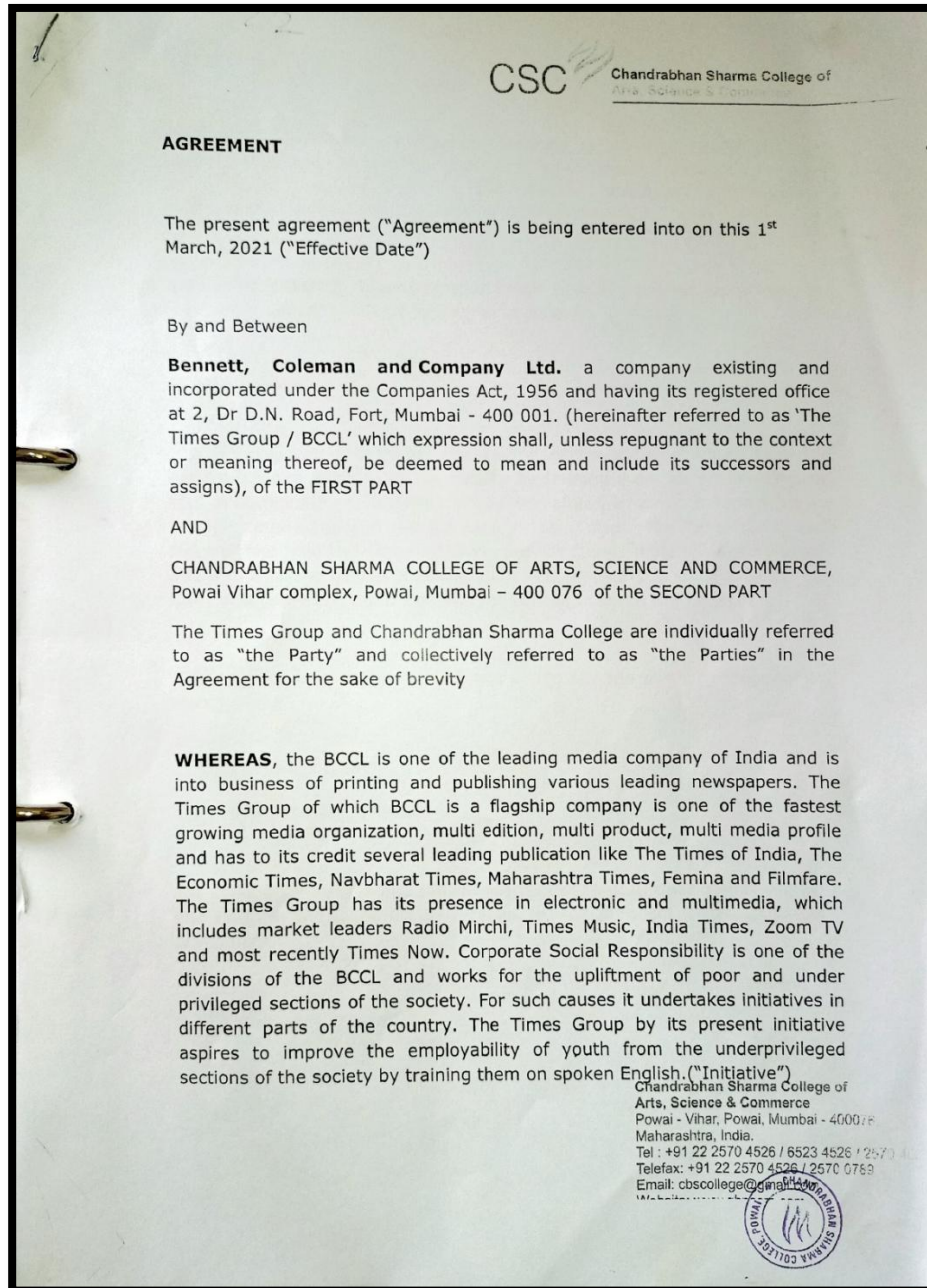 CSC Chandrabhan Sharma College of
Arts, Science & Commerce
AGREEMENT
The present agreement (“Agreement”) is being entered into on this 1st
March, 2021 (“Effective Date”)
By and Between
Bennett, Coleman and Company Ltd. a company existing and
incorporated under the Companies Act, 1956 and having its registered office
at 2, Dr D.N. Road, Fort, Mumbai - 400 001. (hereinafter referred to as ‘The
Times Group / BCCL’ which expression shall, unless repugnant to the context
or meaning thereof, be deemed to mean and include its successors and
assigns), of the FIRST PART
AND
CHANDRABHAN SHARMA COLLEGE OF ARTS, SCIENCE AND COMMERCE,
Powai Vihar complex, Powai, Mumbai – 400 076 of the SECOND PART
The Times Group and Chandrabhan Sharma College are individually referred
to as “the Party” and collectively referred to as “the Parties” in the
Agreement for the sake of brevity
WHEREAS, the BCCL is one of the leading media company of India and is
into business of printing and publishing various leading newspapers. The
Times Group of which BCCL is a flagship company is one of the fastest
growing media organization, multi edition, multi product, multi media profile
and has to its credit several leading publication like The Times of India, The
Economic Times, Navbharat Times, Maharashtra Times, Femina and Filmfare.
The Times Group has its presence in electronic and multimedia, which
includes market leaders Radio Mirchi, Times Music, India Times, Zoom TV
and most recently Times Now. Corporate Social Responsibility is one of the
divisions of the BCCL and works for the upliftment of poor and under
privileged sections of the society. For such causes it undertakes initiatives in
different parts of the country. The Times Group by its present initiative
aspires to improve the employability of youth from the underprivileged
sections of the society by training them on spoken English.(“Initiative”)
Chandrabhan Sharma College of
Arts, Science & Commerce
Powai - Vihar, Powai, Mumbai - 400076
Maharashtra, India.
Tel : +91 22 2570 4526 / 6523 4526 /
Telefax: +91 22 2570 4526 / 2570 0789
Email: cbscollege@gmail.com
CHANDRABHAN SHARMA COLLEGE, POWAI